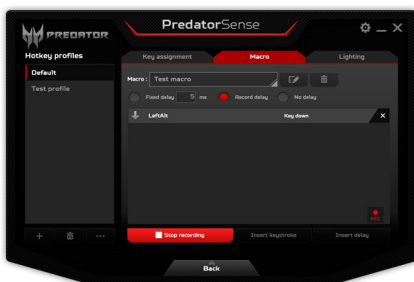 PREDATOR
PredatorSense
Hotkey profiles
Key assignment
Macro
Lighting
Default
Test profile
Macro :
Test macro
Fixed delay
5
ms
Record delay
No delay
LeftAlt
Key down
Stop recording
Insert keystroke
Insert delay
Back